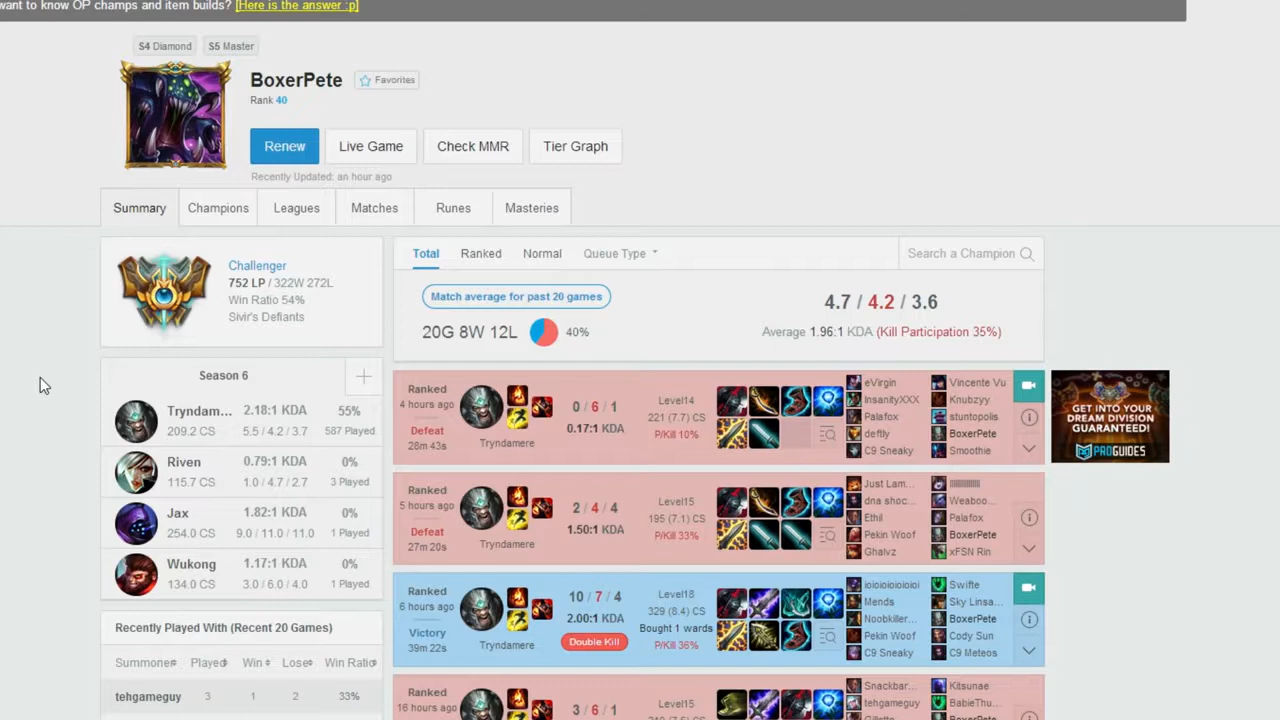 want to know OP champs and item builds? [Here is the answer :p]
S4 Diamond S5 Master
BoxerPete Favorites
Rank 40
Renew Live Game Check MMR Tier Graph
Recently Updated: an hour ago
Summary Champions Leagues Matches Runes Masteries
Challenger
752 LP / 322W 272L
Win Ratio 54%
Sivir's Defiants
Total Ranked Normal Queue Type Search a Champion
Match average for past 20 games
20G 8W 12L 40%
4.7 / 4.2 / 3.6
Average 1.96:1 KDA (Kill Participation 35%)
Season 6
Tryndam... 2.18:1 KDA 55%
209.2 CS 5.5 / 4.2 / 3.7 587 Played
Riven 0.79:1 KDA 0%
115.7 CS 1.0 / 4.7 / 2.7 3 Played
Jax 1.82:1 KDA 0%
254.0 CS 9.0 / 11.0 / 11.0 1 Played
Wukong 1.17:1 KDA 0%
134.0 CS 3.0 / 6.0 / 4.0 1 Played
Recently Played With (Recent 20 Games)
Summoner Played Win Lose Win Ratio
tehgameguy 3 1 2 33%
Ranked
4 hours ago
Defeat
28m 43s
Tryndamere
0 / 6 / 1
0.17:1 KDA
Level14
221 (7.7) CS
P/Kill 10%
eVirgin Vincente Vu
InsanityXXX Knubzyy
Palafox stuntopolis
deftly BoxerPete
C9 Sneaky Smoothie
GET INTO YOUR
DREAM DIVISION
GUARANTEED!
PROGUIDES
Ranked
5 hours ago
Defeat
27m 20s
Tryndamere
2 / 4 / 4
1.50:1 KDA
Level15
195 (7.1) CS
P/Kill 33%
Just Lam...
dna shoc... Weaboo...
Ethil Palafox
Pekin Woof BoxerPete
Ghalvz xFSN Rin
Ranked
6 hours ago
Victory
39m 22s
Tryndamere
10 / 7 / 4
2.00:1 KDA
Double Kill
Level18
329 (8.4) CS
Bought 1 wards
P/Kill 36%
Swifte
Mends Sky Linsa...
Noobkiller... BoxerPete
Pekin Woof Cody Sun
C9 Sneaky C9 Meteos
Ranked
16 hours ago
3 / 6 / 1
Level15
Snackbar... Kitsunae
tehgameguy BabieThu...